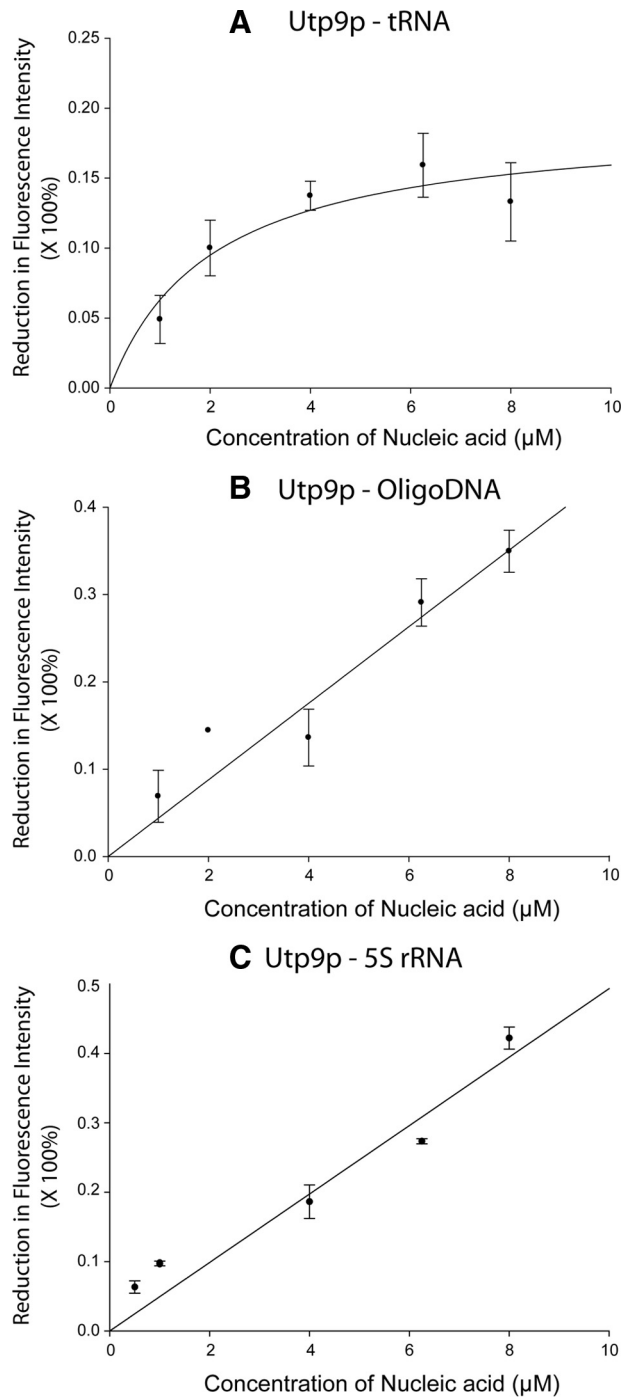 A Utp9p - tRNA
Reduction in Fluorescence Intensity
(X 100%)
0.25
0.20
0.15
0.10
0.05
0.00
0 2 4 6 8 10
Concentration of Nucleic acid (µM)
B Utp9p - OligoDNA
Reduction in Fluorescence Intensity
(X 100%)
0.4
0.3
0.2
0.1
0.0
0 2 4 6 8 10
Concentration of Nucleic acid (µM)
C Utp9p - 5S rRNA
Reduction in Fluorescence Intensity
(X 100%)
0.5
0.4
0.3
0.2
0.1
0.0
0 2 4 6 8 10
Concentration of Nucleic acid (µM)